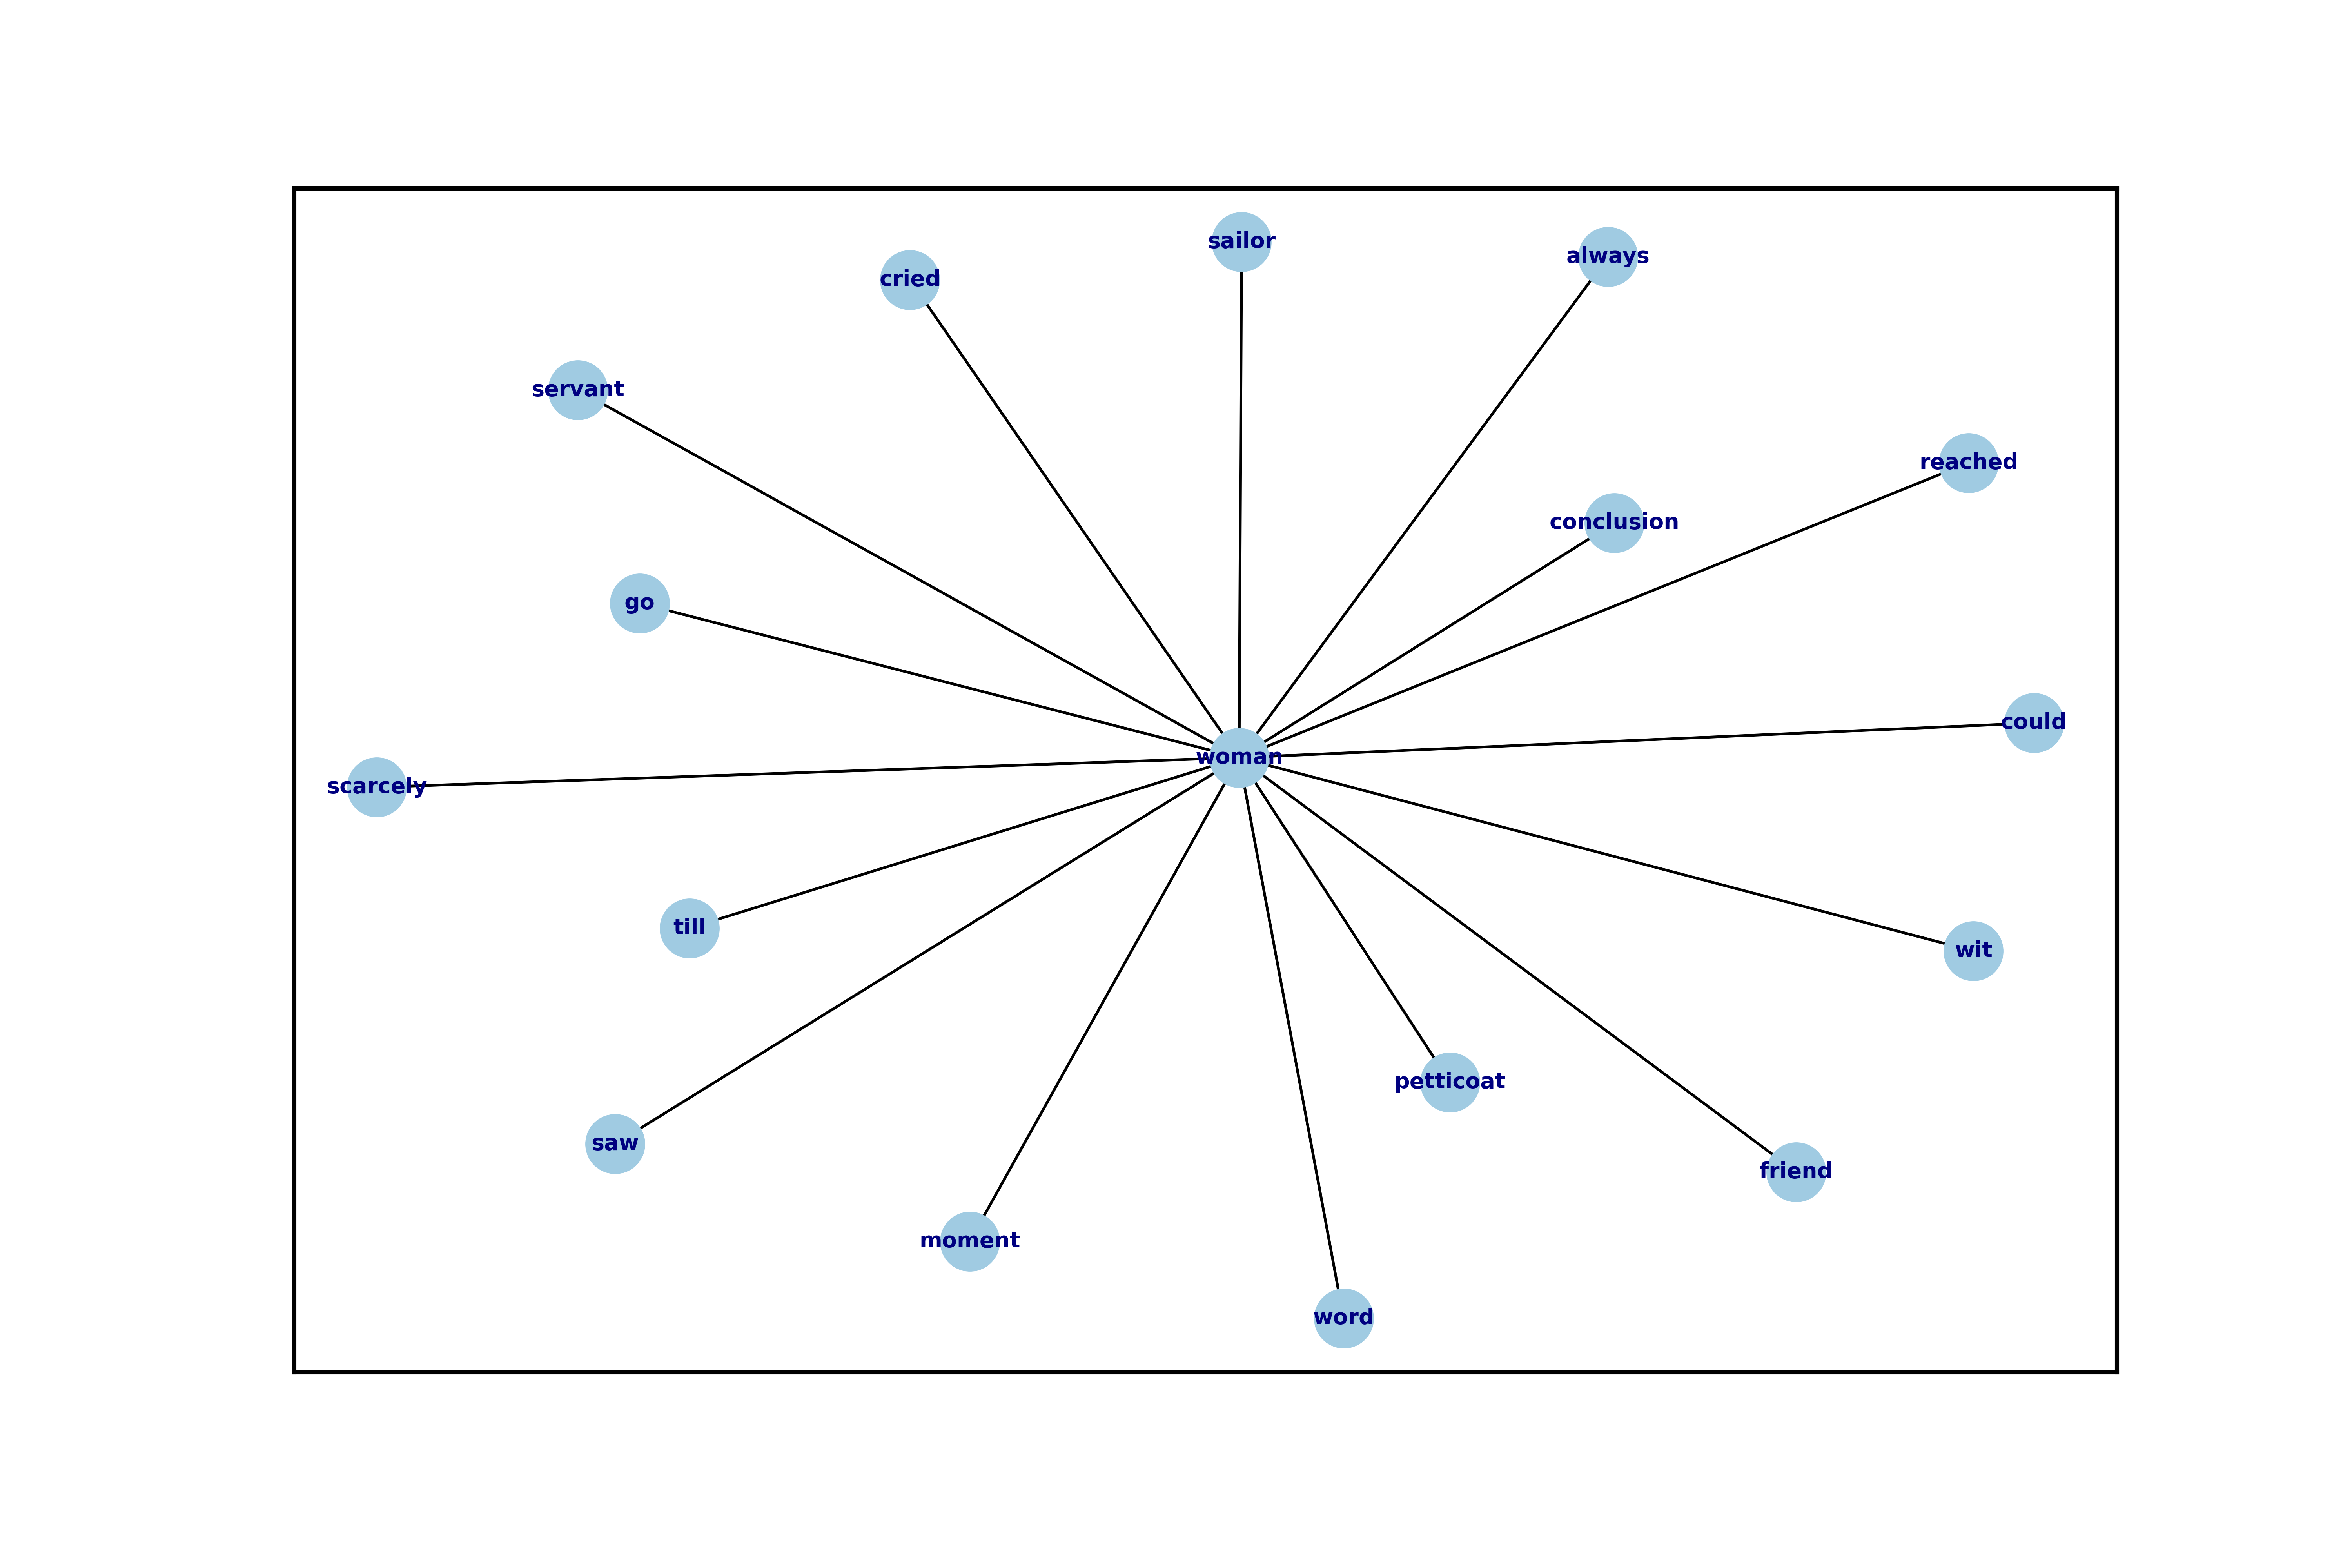 sailor
always
cried
servant
reached
conclusion
go
could
woman
scarcely
till
wit
petticoat
saw
friend
moment
word